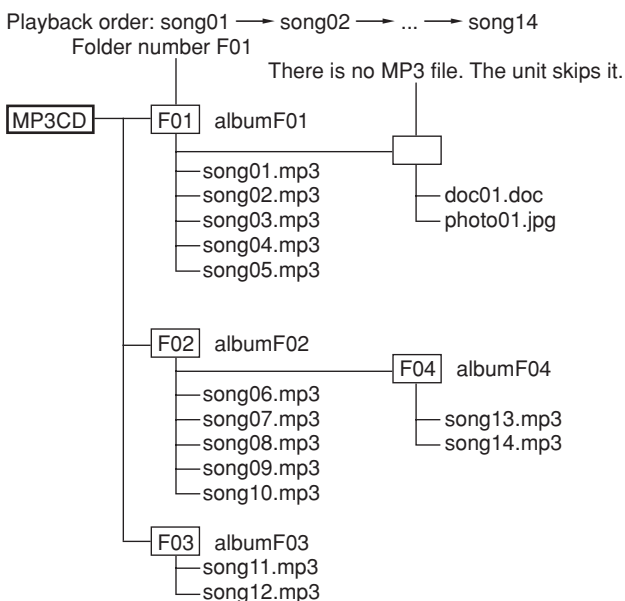 Playback order: song01 → song02 → ... → song14
Folder number F01
There is no MP3 file. The unit skips it.
MP3CD
F01 albumF01
song01.mp3
song02.mp3
song03.mp3
song04.mp3
song05.mp3
doc01.doc
photo01.jpg
F02 albumF02
song06.mp3
song07.mp3
song08.mp3
song09.mp3
song10.mp3
F04 albumF04
song13.mp3
song14.mp3
F03 albumF03
song11.mp3
song12.mp3